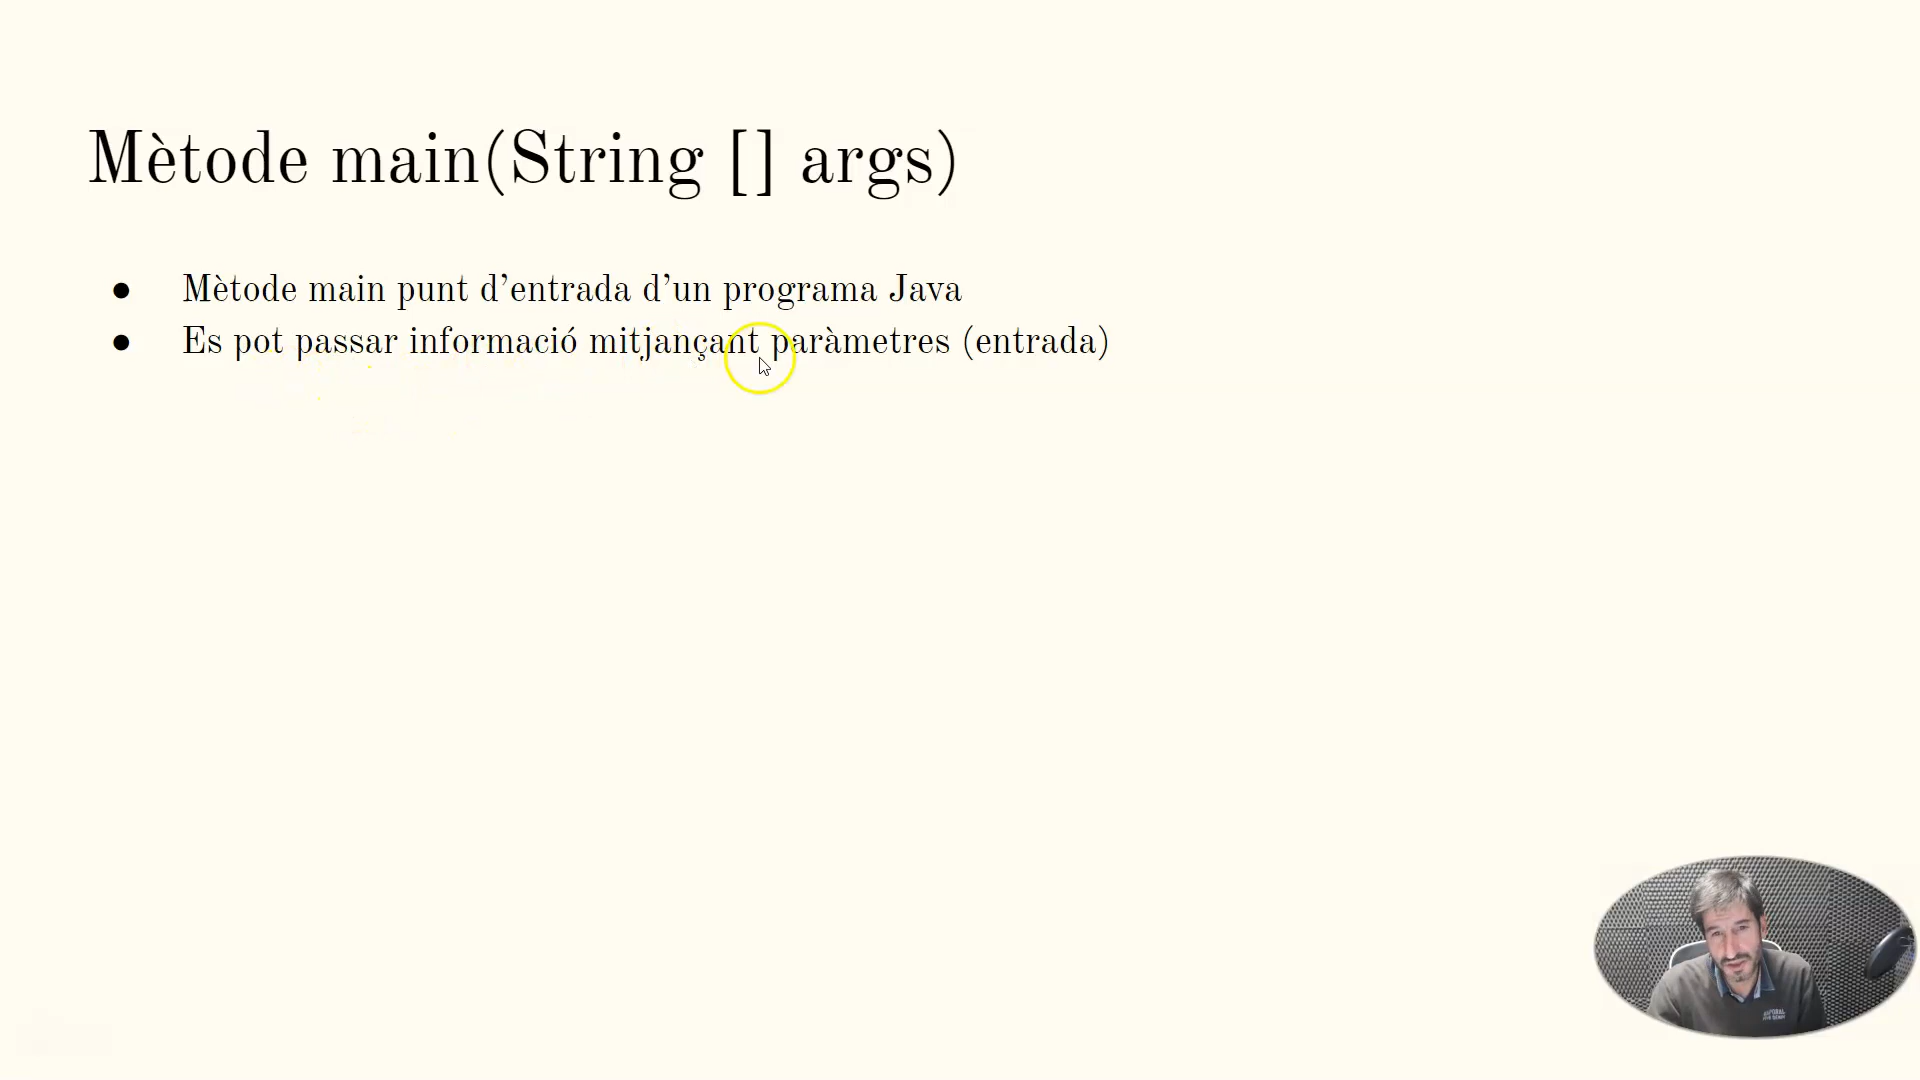 Mètode main(String [] args)
● Mètode main punt d’entrada d’un programa Java
● Es pot passar informació mitjançant paràmetres (entrada)